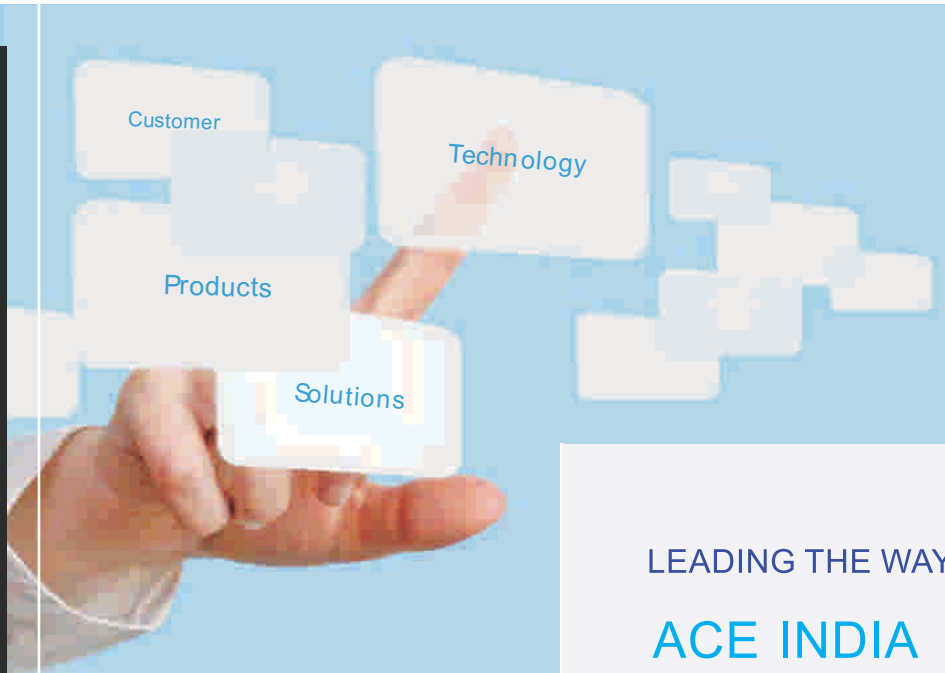 Customer
Technology
Products
Solutions
LEADING THE WAY
ACE INDIA